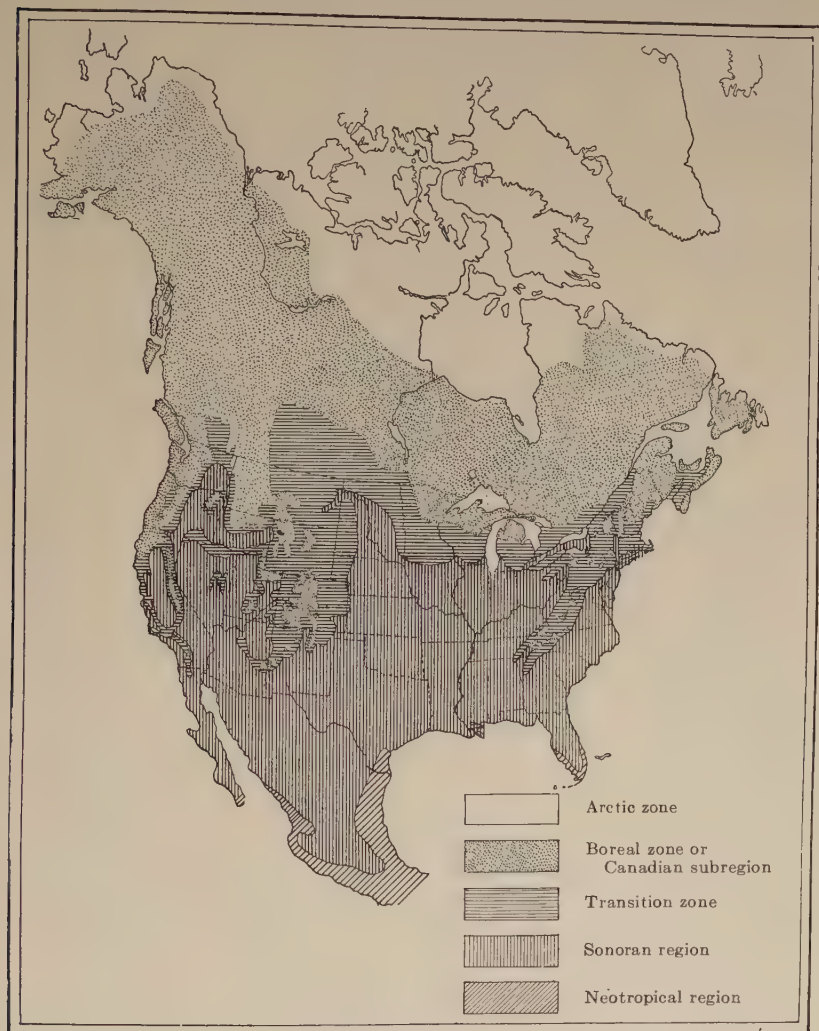 Arctic zone
Boreal zone or
Canadian subregion
Transition zone
Sonoran region
Neotropical region